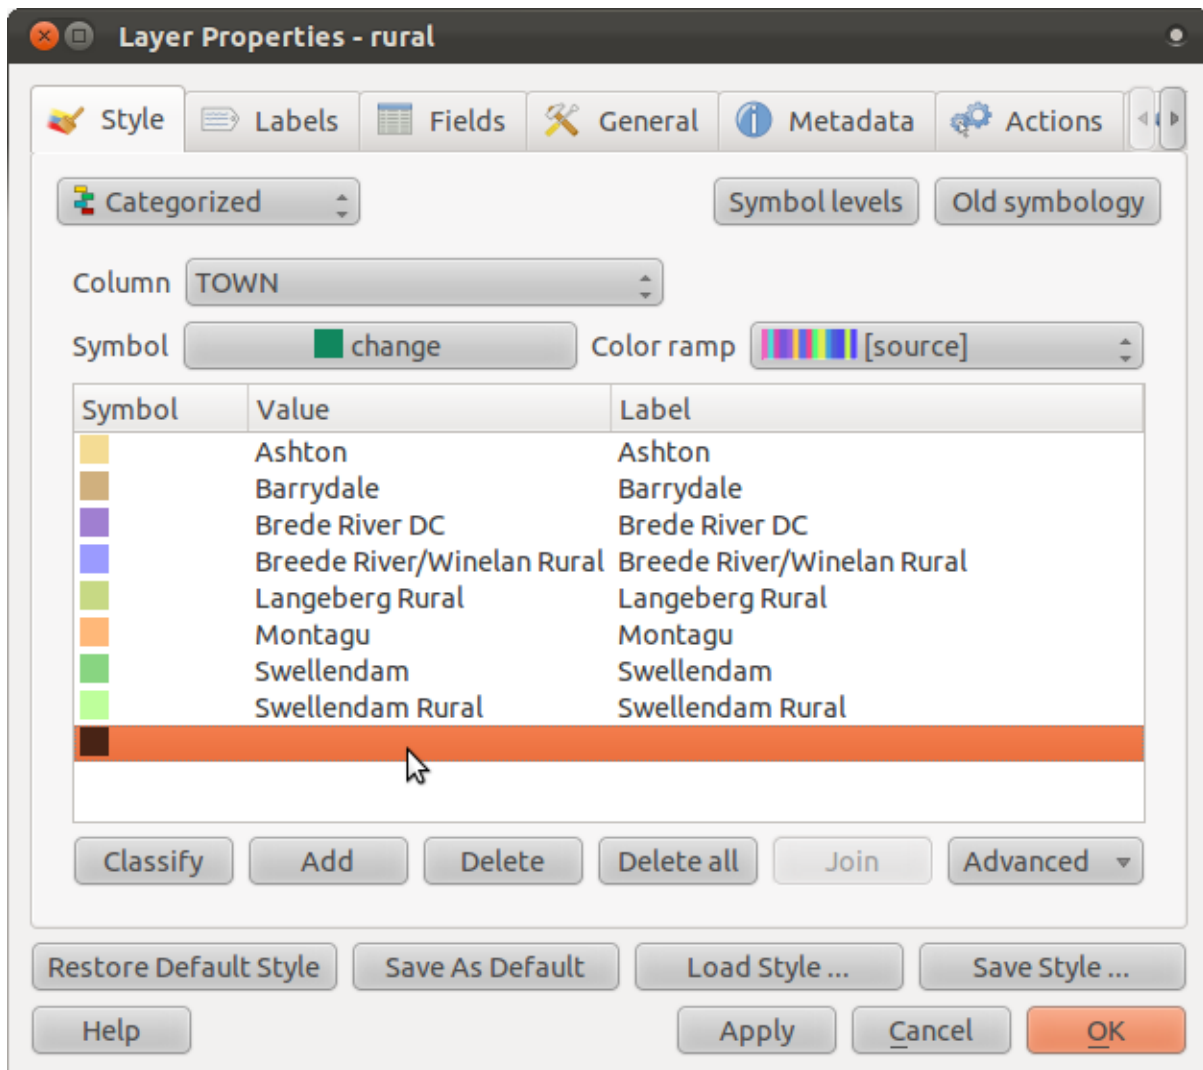 Layer Properties - rural
Style Labels Fields General Metadata Actions
Categorized Symbol levels Old symbology
Column TOWN
Symbol change Color ramp [source]
Symbol Value Label
Ashton Ashton
Barrydale Barrydale
Brede River DC Brede River DC
Breede River/Winelan Rural Breede River/Winelan Rural
Langeberg Rural Langeberg Rural
Montagu Montagu
Swellendam Swellendam
Swellendam Rural Swellendam Rural
Classify Add Delete Delete all Join Advanced
Restore Default Style Save As Default Load Style ... Save Style ...
Help Apply Cancel OK